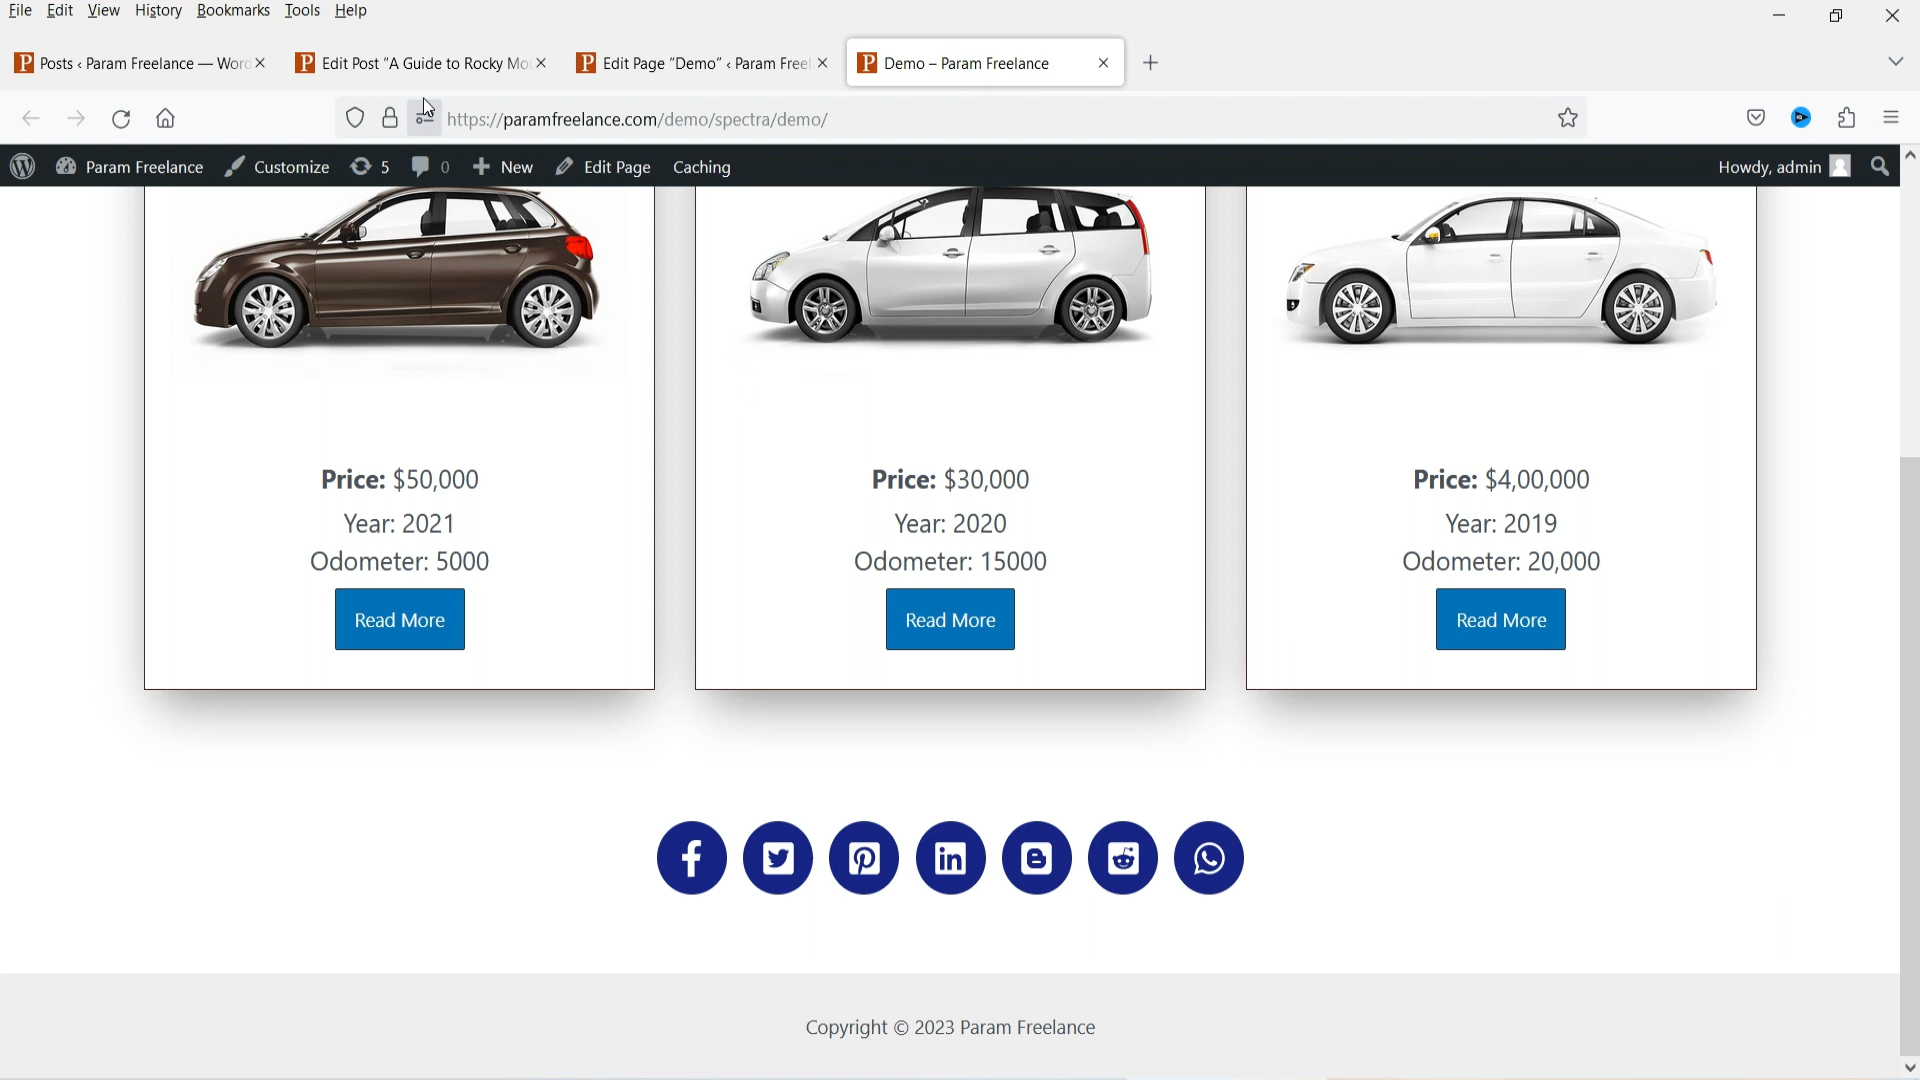 File Edit View History Bookmarks Tools Help
Posts ‹ Param Freelance — Word
Edit Post “A Guide to Rocky Mo
Edit Page “Demo” ‹ Param Freel
Demo – Param Freelance
https://paramfreelance.com/demo/spectra/demo/
Param Freelance Customize 5 0 New Edit Page Caching Howdy, admin
Price: $50,000
Year: 2021
Odometer: 5000
Read More
Price: $30,000
Year: 2020
Odometer: 15000
Read More
Price: $4,00,000
Year: 2019
Odometer: 20,000
Read More
Copyright © 2023 Param Freelance